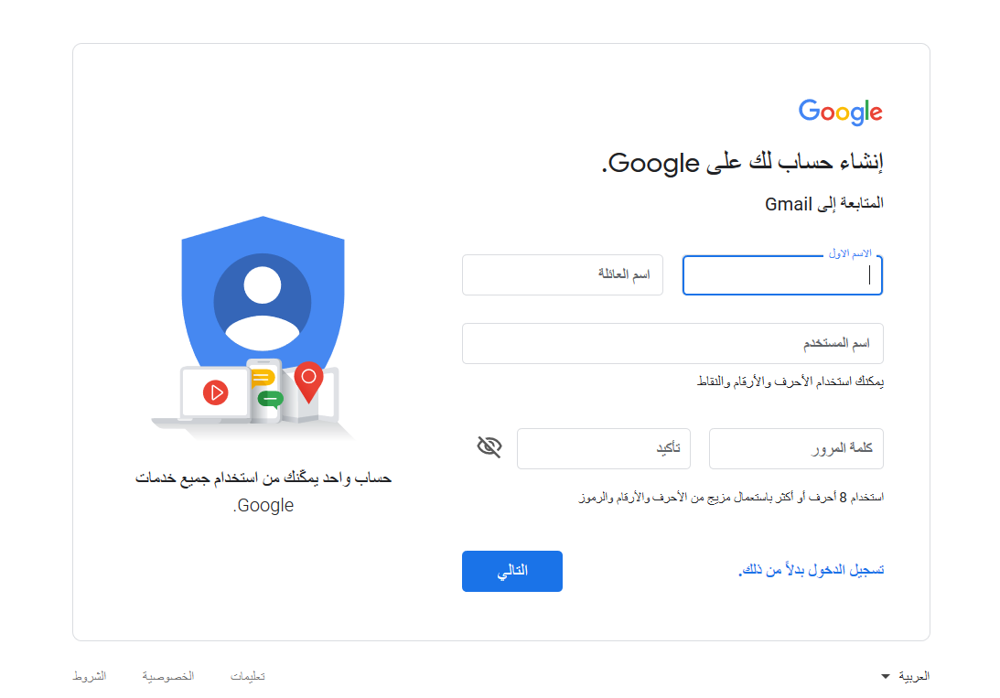 Google
إنشاء حساب لك على Google.
المتابعة إلى Gmail
الاسم الاول
اسم العائلة
اسم المستخدم
يمكنك استخدام الأحرف والأرقام والنقاط
كلمة المرور
تأكيد
استخدام 8 أحرف أو أكثر باستعمال مزيج من الأحرف والأرقام والرموز
تسجيل الدخول بدلاً من ذلك.
التالي
حساب واحد يمكّنك من استخدام جميع خدمات
Google.
العربية
تعليمات
الخصوصية
الشروط